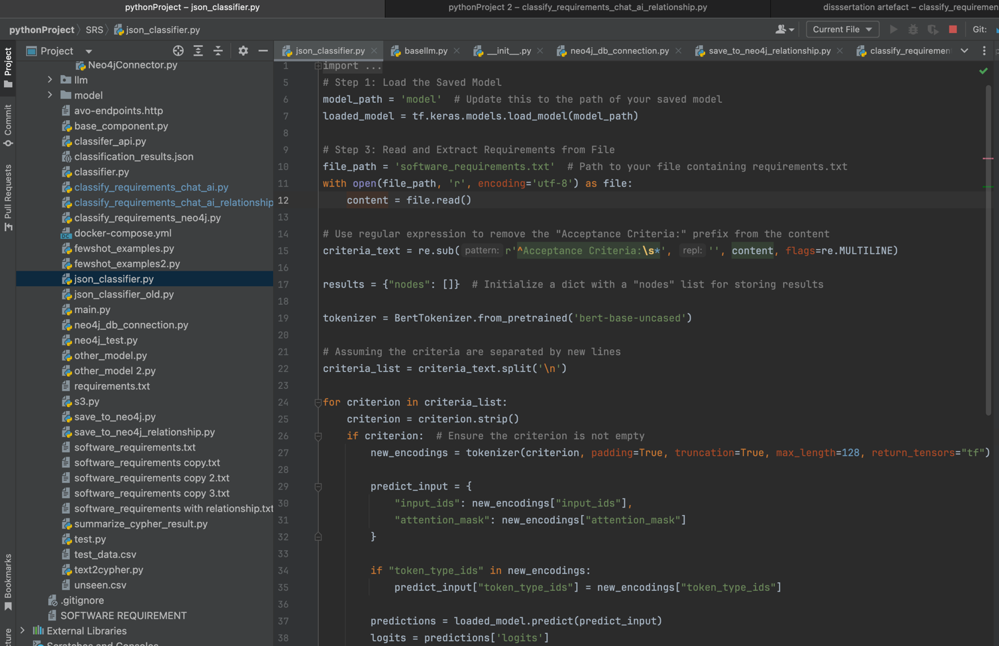 pythonProject – json_classifier.py
pythonProject 2 – classify_requirements_chat_ai_relationship.py
disssertation artefact – classify_requiremen
pythonProject
SRS
json_classifier.py
Current File
Git:
Project
json_classifier.py
basellm.py
__init__.py
neo4j_db_connection.py
save_to_neo4j_relationship.py
classify_requiremen
Project
Commit
Pull Requests
Bookmarks
cture
Neo4jConnector.py
llm
model
avo-endpoints.http
base_component.py
classifer_api.py
classification_results.json
classifier.py
classify_requirements_chat_ai.py
classify_requirements_chat_ai_relationship
classify_requirements_neo4j.py
docker-compose.yml
fewshot_examples.py
fewshot_examples2.py
json_classifier.py
json_classifier_old.py
main.py
neo4j_db_connection.py
neo4j_test.py
other_model.py
other_model 2.py
requirements.txt
s3.py
save_to_neo4j.py
save_to_neo4j_relationship.py
software_requirements.txt
software_requirements copy.txt
software_requirements copy 2.txt
software_requirements copy 3.txt
software_requirements with relationship.txt
summarize_cypher_result.py
test.py
test_data.csv
text2cypher.py
unseen.csv
.gitignore
SOFTWARE REQUIREMENT
External Libraries
Scratches and Consoles
1 import ...
5 # Step 1: Load the Saved Model
6 model_path = 'model'  # Update this to the path of your saved model
7 loaded_model = tf.keras.models.load_model(model_path)
8
9 # Step 3: Read and Extract Requirements from File
10 file_path = 'software_requirements.txt'  # Path to your file containing requirements.txt
11 with open(file_path, 'r', encoding='utf-8') as file:
12     content = file.read()
13
14 # Use regular expression to remove the "Acceptance Criteria:" prefix from the content
15 criteria_text = re.sub( pattern: r'^Acceptance Criteria:\s*', repl: '', content, flags=re.MULTILINE)
16
17 results = {"nodes": []}  # Initialize a dict with a "nodes" list for storing results
18
19 tokenizer = BertTokenizer.from_pretrained('bert-base-uncased')
20
21 # Assuming the criteria are separated by new lines
22 criteria_list = criteria_text.split('\n')
23
24 for criterion in criteria_list:
25     criterion = criterion.strip()
26     if criterion:  # Ensure the criterion is not empty
27         new_encodings = tokenizer(criterion, padding=True, truncation=True, max_length=128, return_tensors="tf")
28
29         predict_input = {
30             "input_ids": new_encodings["input_ids"],
31             "attention_mask": new_encodings["attention_mask"]
32         }
33
34         if "token_type_ids" in new_encodings:
35             predict_input["token_type_ids"] = new_encodings["token_type_ids"]
36
37         predictions = loaded_model.predict(predict_input)
38         logits = predictions['logits']